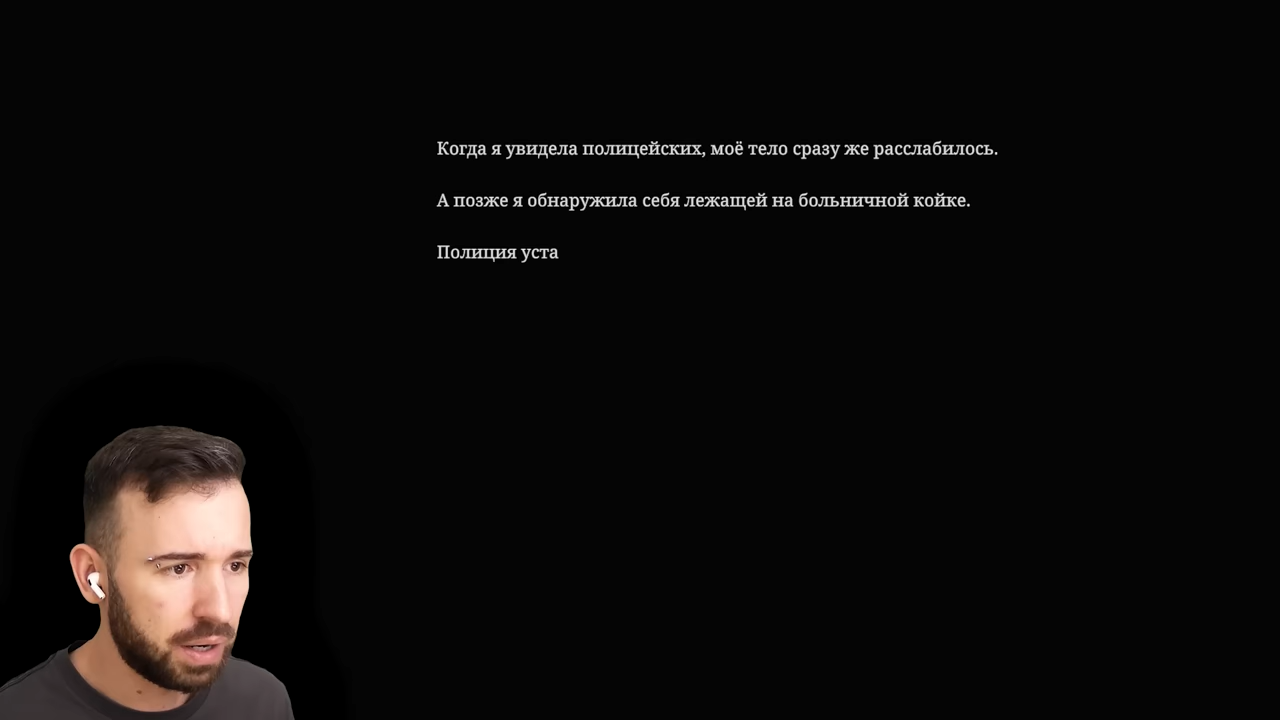 Когда я увидела полицейских, моё тело сразу же расслабилось.
А позже я обнаружила себя лежащей на больничной койке.
Полиция уста